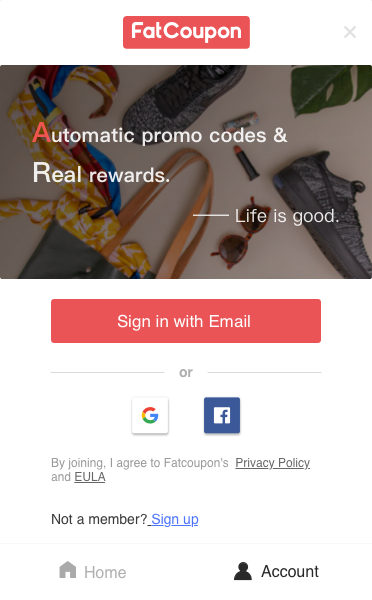 FatCoupon
Automatic promo codes &
Real rewards.
Life is good.
Sign in with Email
or
By joining, I agree to Fatcoupon's Privacy Policy
and EULA
Not a member? Sign up
Home
Account